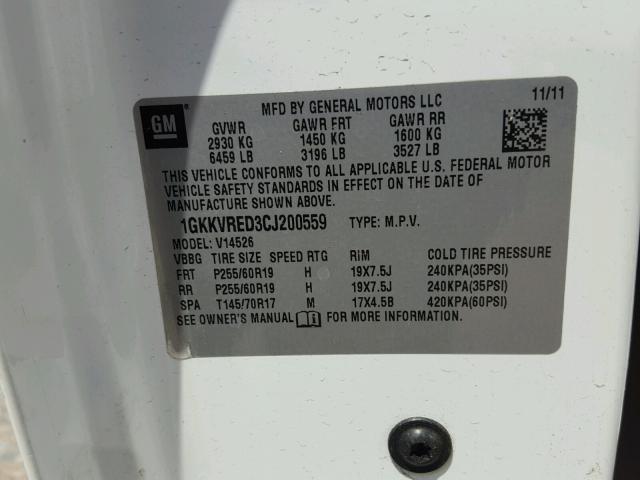 MFD BY GENERAL MOTORS LLC 11/11
GM
GVWR GAWR FRT GAWR RR
2930 KG 1450 KG 1600 KG
6459 LB 3196 LB 3527 LB
THIS VEHICLE CONFORMS TO ALL APPLICABLE U.S. FEDERAL MOTOR
VEHICLE SAFETY STANDARDS IN EFFECT ON THE DATE OF
MANUFACTURE SHOWN ABOVE.
1GKKVRED3CJ200559 TYPE: M.P.V.
MODEL: V14526
VBBG TIRE SIZE SPEED RTG RIM COLD TIRE PRESSURE
FRT P255/60R19 H 19X7.5J 240KPA(35PSI)
RR P255/60R19 H 19X7.5J 240KPA(35PSI)
SPA T145/70R17 M 17X4.5B 420KPA(60PSI)
SEE OWNER'S MANUAL FOR MORE INFORMATION.